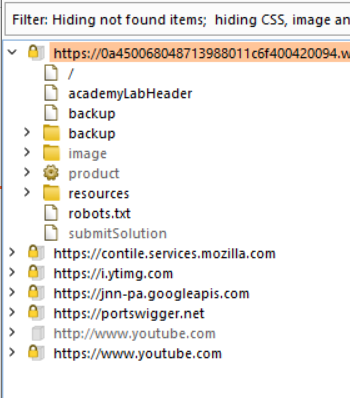 Filter: Hiding not found items; hiding CSS, image an
https://0a450068048713988011c6f400420094.w
/
academyLabHeader
backup
backup
image
product
resources
robots.txt
submitSolution
https://contile.services.mozilla.com
https://i.ytimg.com
https://jnn-pa.googleapis.com
https://portswigger.net
http://www.youtube.com
https://www.youtube.com